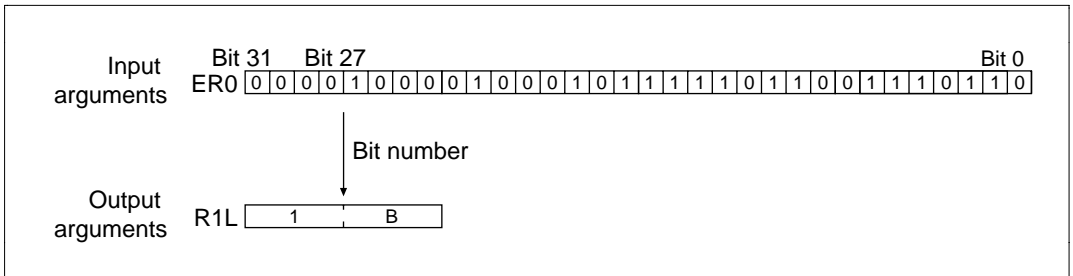 Bit 31 Bit 27 Bit 0
Input arguments
ER0 0 0 0 0 1 0 0 0 0 1 0 0 0 1 0 1 1 1 1 1 0 1 1 0 0 1 1 1 0 1 1 0
Bit number
Output arguments
R1L 1 B